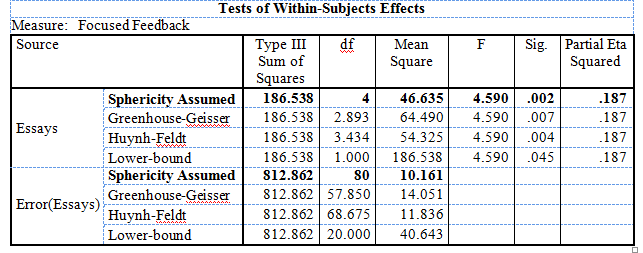 Tests of Within-Subjects Effects
Measure: Focused Feedback
Source Type III Sum of Squares df Mean Square F Sig. Partial Eta Squared
Essays Sphericity Assumed 186.538 4 46.635 4.590 .002 .187
Greenhouse-Geisser 186.538 2.893 64.490 4.590 .007 .187
Huynh-Feldt 186.538 3.434 54.325 4.590 .004 .187
Lower-bound 186.538 1.000 186.538 4.590 .045 .187
Error(Essays) Sphericity Assumed 812.862 80 10.161
Greenhouse-Geisser 812.862 57.850 14.051
Huynh-Feldt 812.862 68.675 11.836
Lower-bound 812.862 20.000 40.643